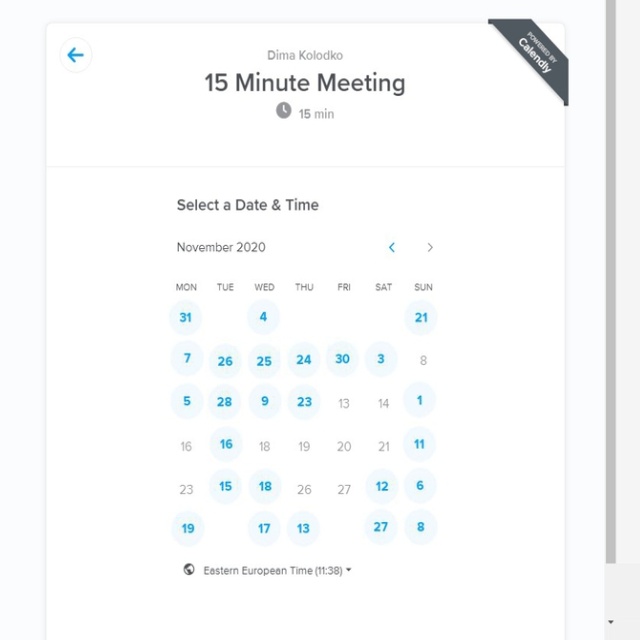 Dima Kolodko
POWERED BY
Calendly
15 Minute Meeting
15 min
Select a Date & Time
November 2020
MON TUE WED THU FRI SAT SUN
31 4 21
7 26 25 24 30 3 8
5 28 9 23 13 14 1
16 16 18 19 20 21 11
23 15 18 26 27 12 6
19 17 13 27 8
Eastern European Time (11:38)